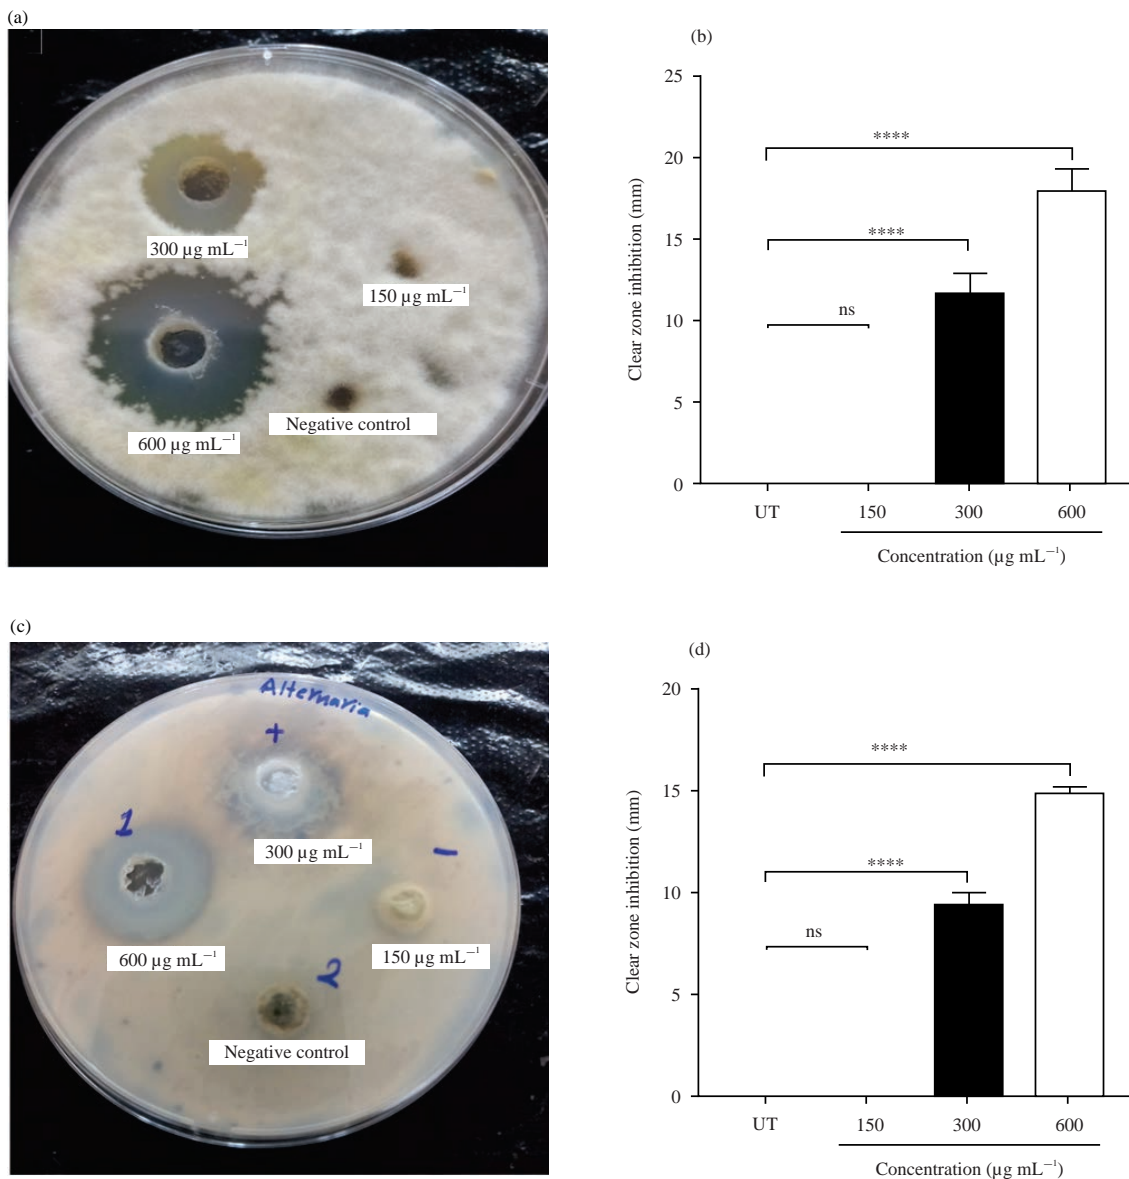 (a)
300 µg mL⁻¹
150 µg mL⁻¹
Negative control
600 µg mL⁻¹
(b)
25
20
15
10
5
0
Clear zone inhibition (mm)
****
****
ns
UT 150 300 600
Concentration (µg mL⁻¹)
(c)
Alternaria
+
1
300 µg mL⁻¹
-
150 µg mL⁻¹
600 µg mL⁻¹
2
Negative control
(d)
20
15
10
5
0
Clear zone inhibition (mm)
****
****
ns
UT 150 300 600
Concentration (µg mL⁻¹)